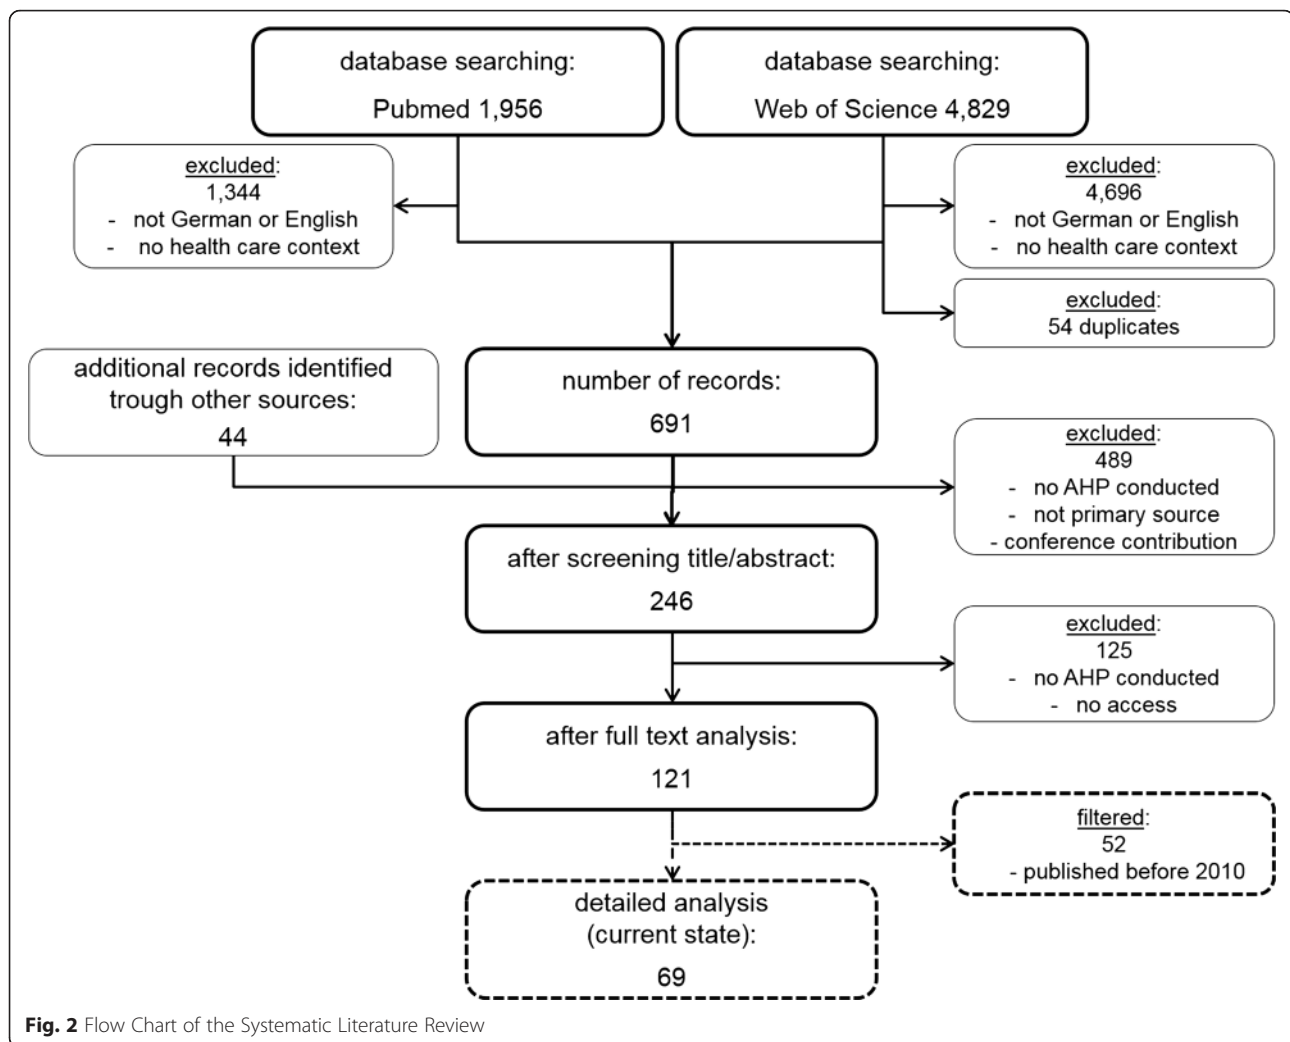 database searching:
Pubmed 1,956
database searching:
Web of Science 4,829
excluded:
1,344
- not German or English
- no health care context
excluded:
4,696
- not German or English
- no health care context
excluded:
54 duplicates
additional records identified
trough other sources:
44
number of records:
691
excluded:
489
- no AHP conducted
- not primary source
- conference contribution
after screening title/abstract:
246
excluded:
125
- no AHP conducted
- no access
after full text analysis:
121
filtered:
52
- published before 2010
detailed analysis
(current state):
69
Fig. 2 Flow Chart of the Systematic Literature Review